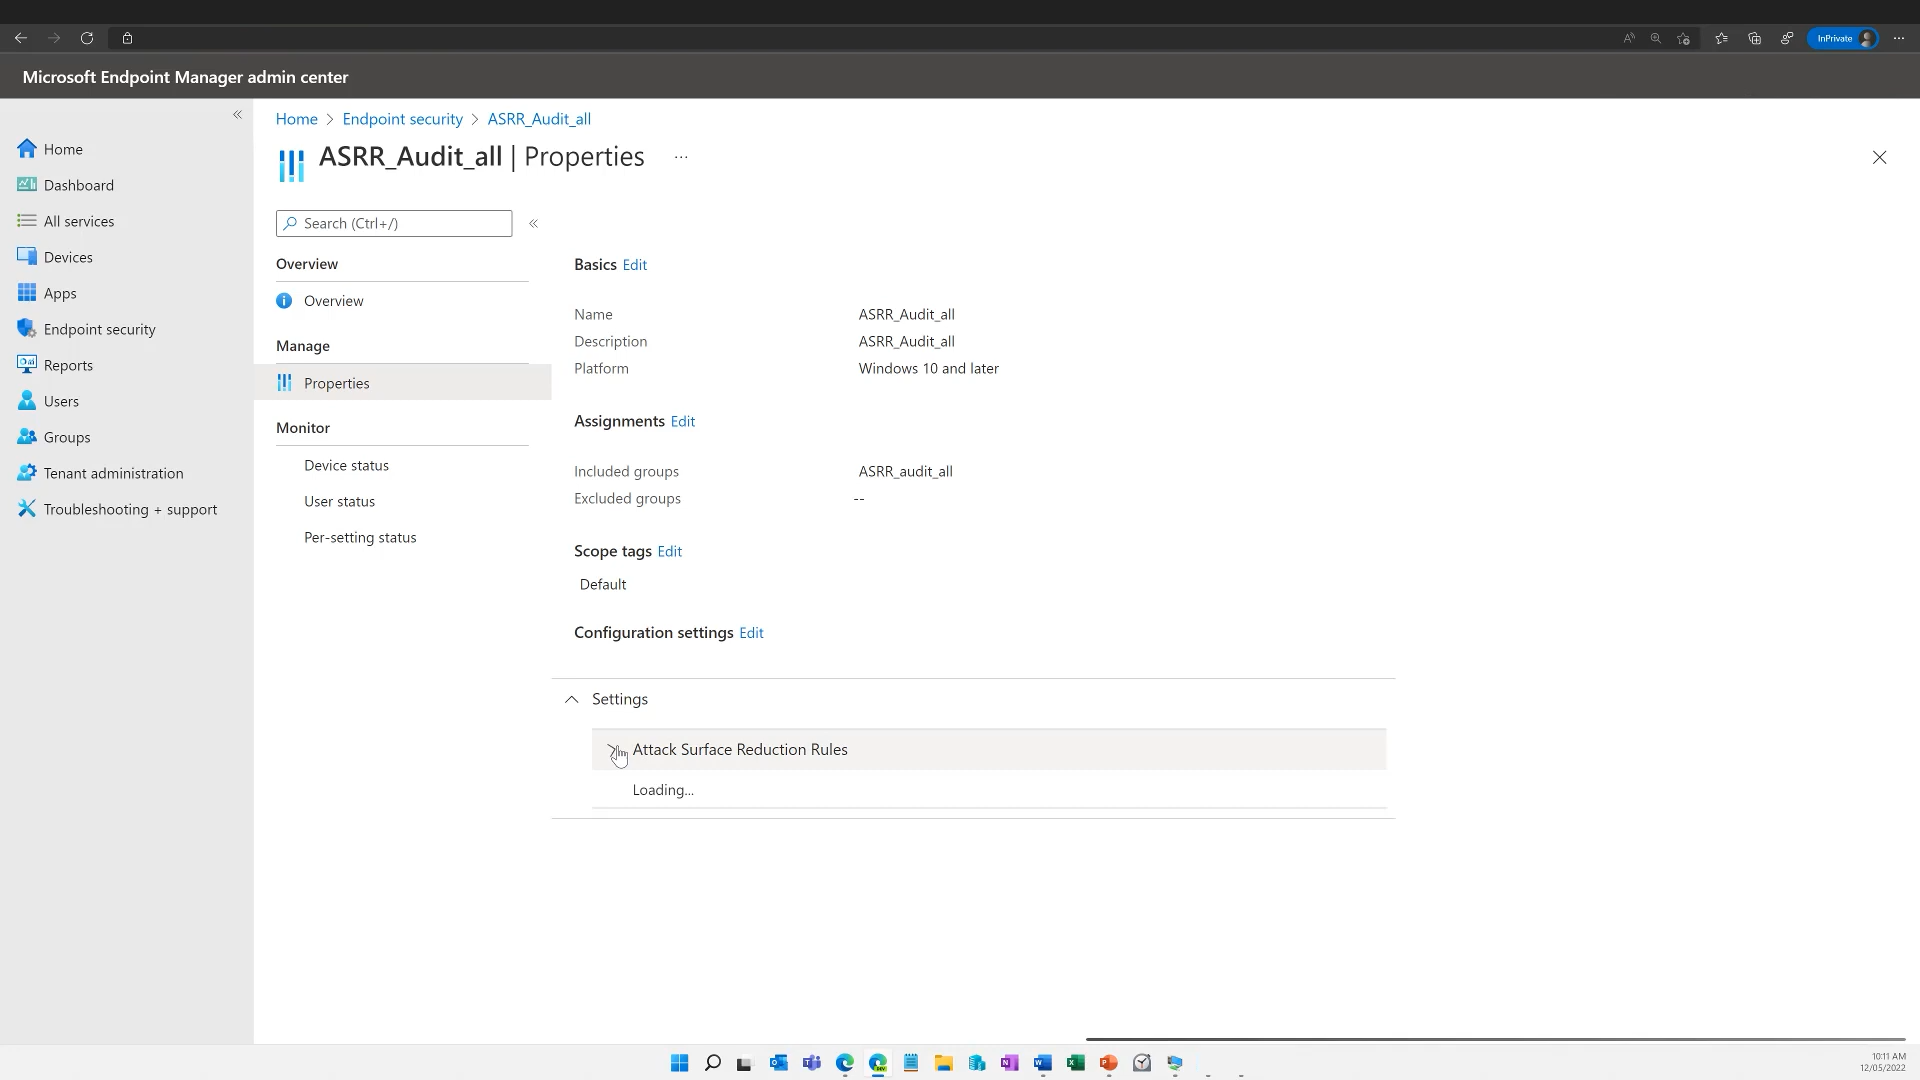 InPrivate
Microsoft Endpoint Manager admin center
Home
Dashboard
All services
Devices
Apps
Endpoint security
Reports
Users
Groups
Tenant administration
Troubleshooting + support
Home > Endpoint security > ASRR_Audit_all
ASRR_Audit_all | Properties
Search (Ctrl+/)
Overview
Overview
Manage
Properties
Monitor
Device status
User status
Per-setting status
Basics Edit
Name ASRR_Audit_all
Description ASRR_Audit_all
Platform Windows 10 and later
Assignments Edit
Included groups ASRR_audit_all
Excluded groups --
Scope tags Edit
Default
Configuration settings Edit
Settings
Attack Surface Reduction Rules
Loading...
10:11 AM
12/05/2022